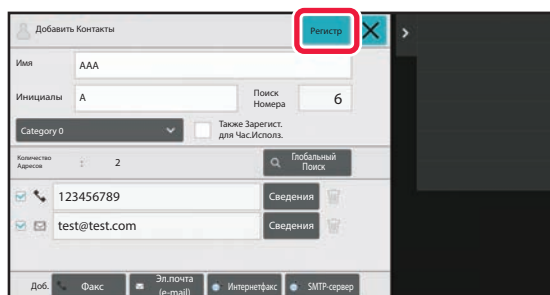 Добавить Контакты
Регистр
Имя
AAA
Инициалы
A
Поиск
Номера
6
Category 0
Также Зарегист.
для Час.Исполз.
Количество
Адресов
:
2
Глобальный
Поиск
123456789
Сведения
test@test.com
Сведения
Доб.
Факс
Эл.почта
(e-mail)
Интернетфакс
SMTP-сервер